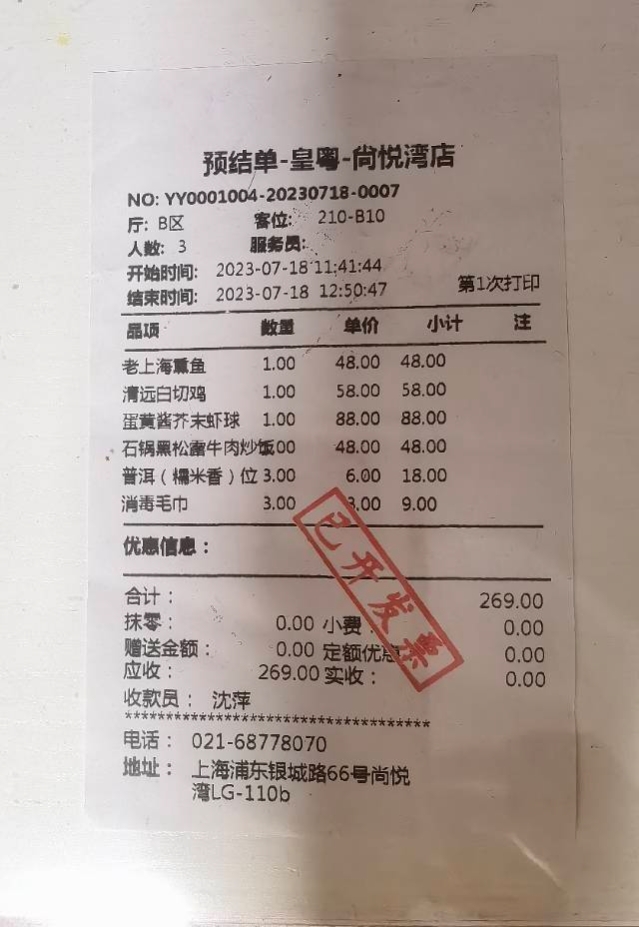 预结单-皇粤-尚悦湾店
NO: YY0001004-20230718-0007
厅: B区 客位: 210-B10
人数: 3 服务员:
开始时间: 2023-07-18 11:41:44
结束时间: 2023-07-18 12:50:47 第1次打印
品项 数量 单价 小计 注
老上海熏鱼 1.00 48.00 48.00
清远白切鸡 1.00 58.00 58.00
蛋黄酱芥末虾球 1.00 88.00 88.00
石锅黑松露牛肉炒饭 .00 48.00 48.00
普洱（糯米香）位 3.00 6.00 18.00
消毒毛巾 3.00 3.00 9.00
优惠信息：
已开发票
合计： 269.00
抹零： 0.00 小费： 0.00
赠送金额： 0.00 定额优惠 0.00
应收： 269.00 实收： 0.00
收款员： 沈萍
*************************************
电话： 021-68778070
地址： 上海浦东银城路66号尚悦
湾LG-110b